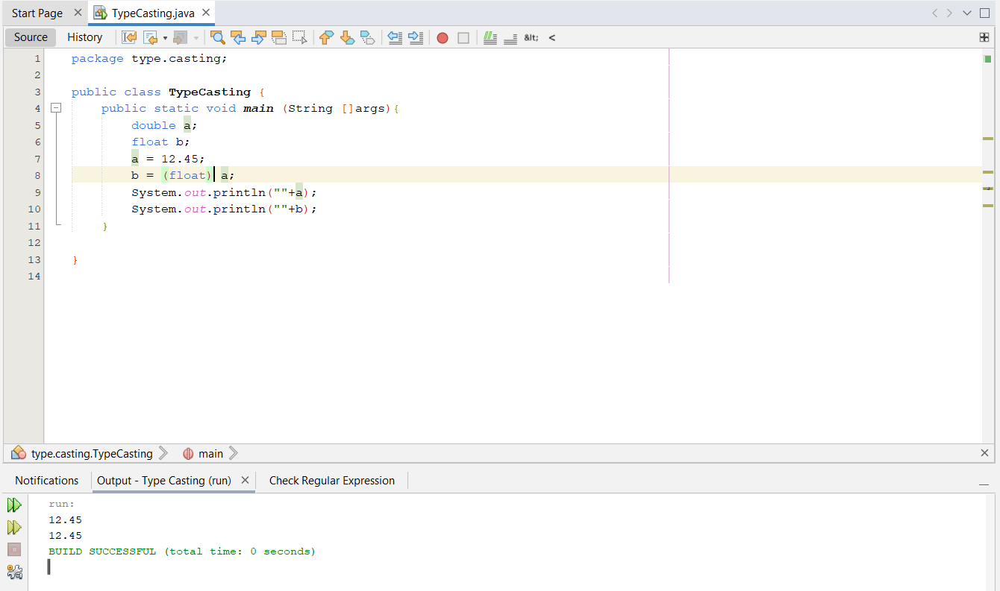 Start Page
TypeCasting.java
Source History
&lt; <
1 package type.casting;
2
3 public class TypeCasting {
4 public static void main (String []args){
5 double a;
6 float b;
7 a = 12.45;
8 b = (float) a;
9 System.out.println(""+a);
10 System.out.println(""+b);
11 }
12
13 }
14
type.casting.TypeCasting main
Notifications Output - Type Casting (run) Check Regular Expression
run:
12.45
12.45
BUILD SUCCESSFUL (total time: 0 seconds)